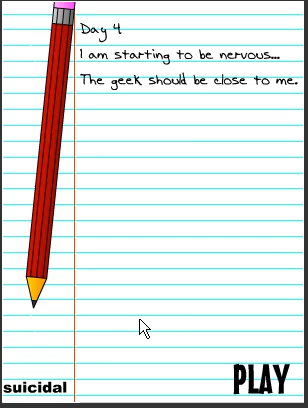 Day 4
I am starting to be nervous...
The geek should be close to me.
suicidal
PLAY